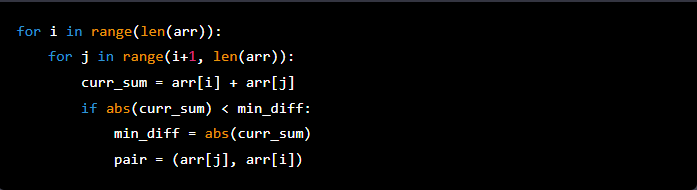 for i in range(len(arr)):
    for j in range(i+1, len(arr)):
        curr_sum = arr[i] + arr[j]
        if abs(curr_sum) < min_diff:
            min_diff = abs(curr_sum)
            pair = (arr[j], arr[i])